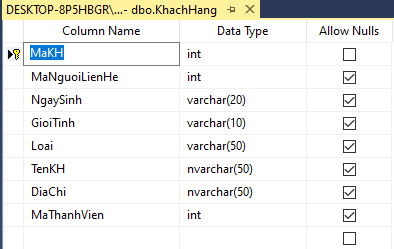 DESKTOP-8P5HBGR\...- dbo.KhachHang
Column Name Data Type Allow Nulls
MaKH int
MaNguoiLienHe int
NgaySinh varchar(20)
GioiTinh varchar(10)
Loai varchar(50)
TenKH nvarchar(50)
DiaChi nvarchar(50)
MaThanhVien int